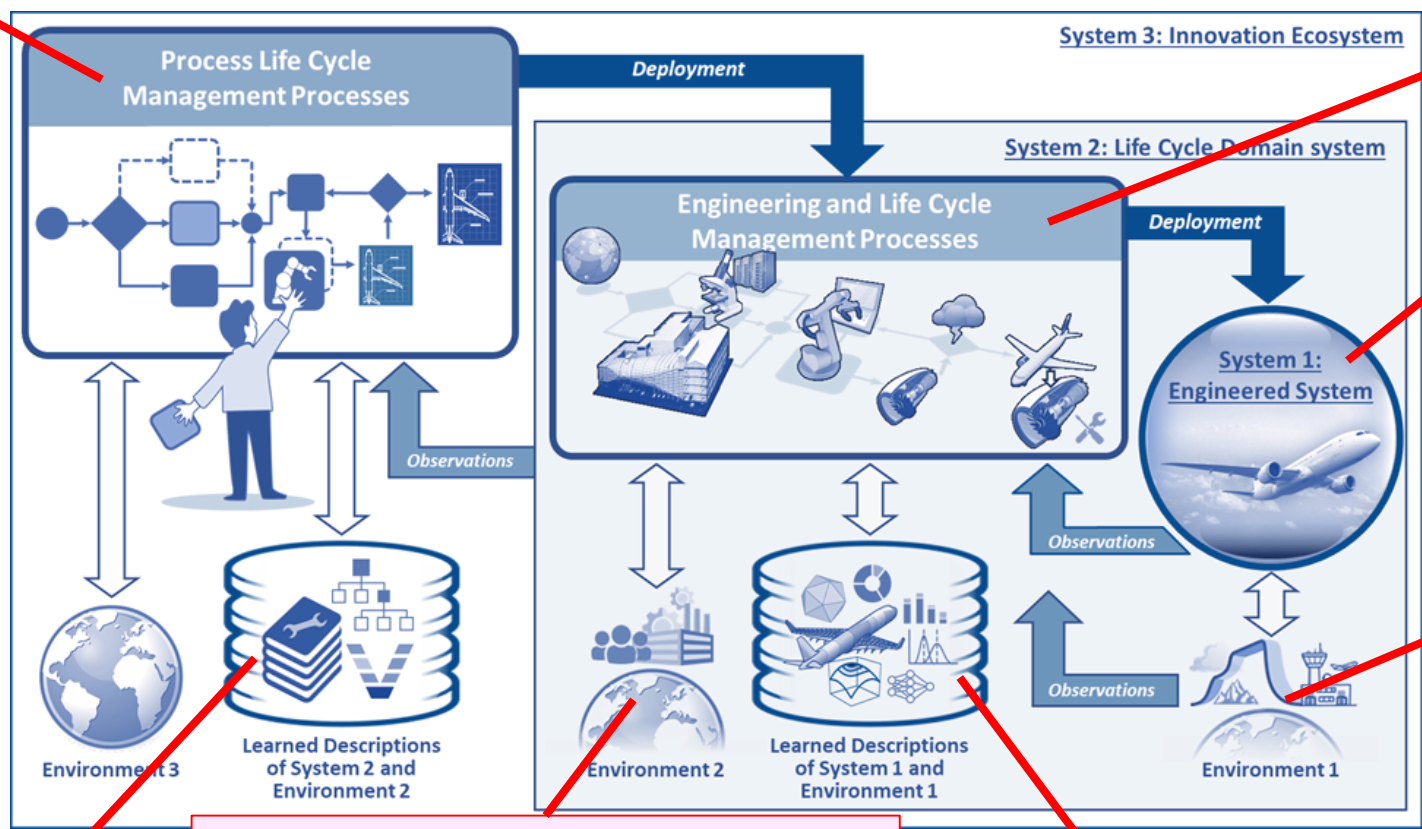 System 3: Innovation Ecosystem
Process Life Cycle
Management Processes
Deployment
System 2: Life Cycle Domain system
Engineering and Life Cycle
Management Processes
Deployment
System 1:
Engineered System
Observations
Observations
Observations
Environment 3
Learned Descriptions
of System 2 and
Environment 2
Environment 2
Learned Descriptions
of System 1 and
Environment 1
Environment 1